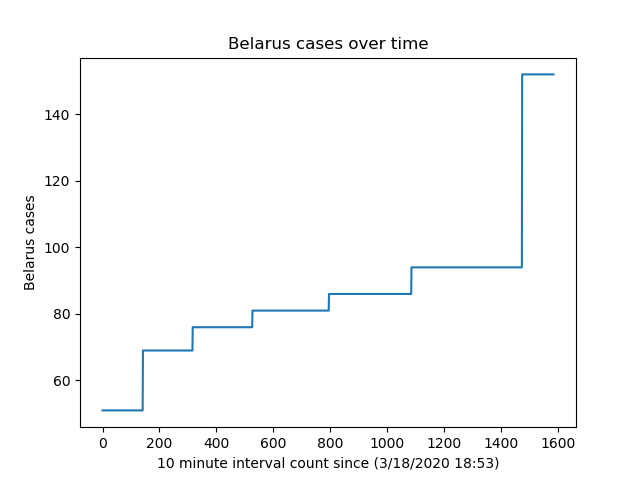 Belarus cases over time
Belarus cases
140
120
100
80
60
0 200 400 600 800 1000 1200 1400 1600
10 minute interval count since (3/18/2020 18:53)